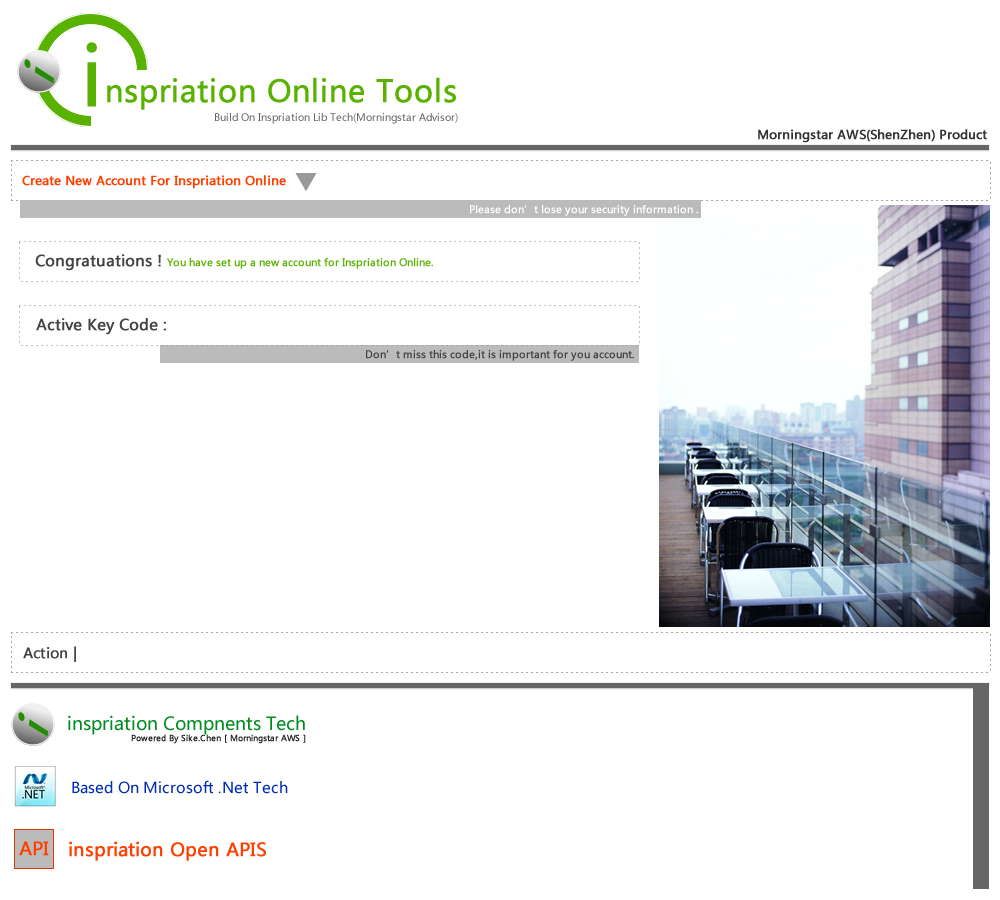 inspriation Online Tools
Build On Inspriation Lib Tech(Morningstar Advisor)
Morningstar AWS(ShenZhen) Product
Create New Account For Inspriation Online
Please don't lose your security information .
Congratuations ! You have set up a new account for Inspriation Online.
Active Key Code :
Don't miss this code,it is important for you account.
Action |
inspriation Compnents Tech
Powered By Sike.Chen [ Morningstar AWS ]
Microsoft
.NET
Based On Microsoft .Net Tech
API
inspriation Open APIS